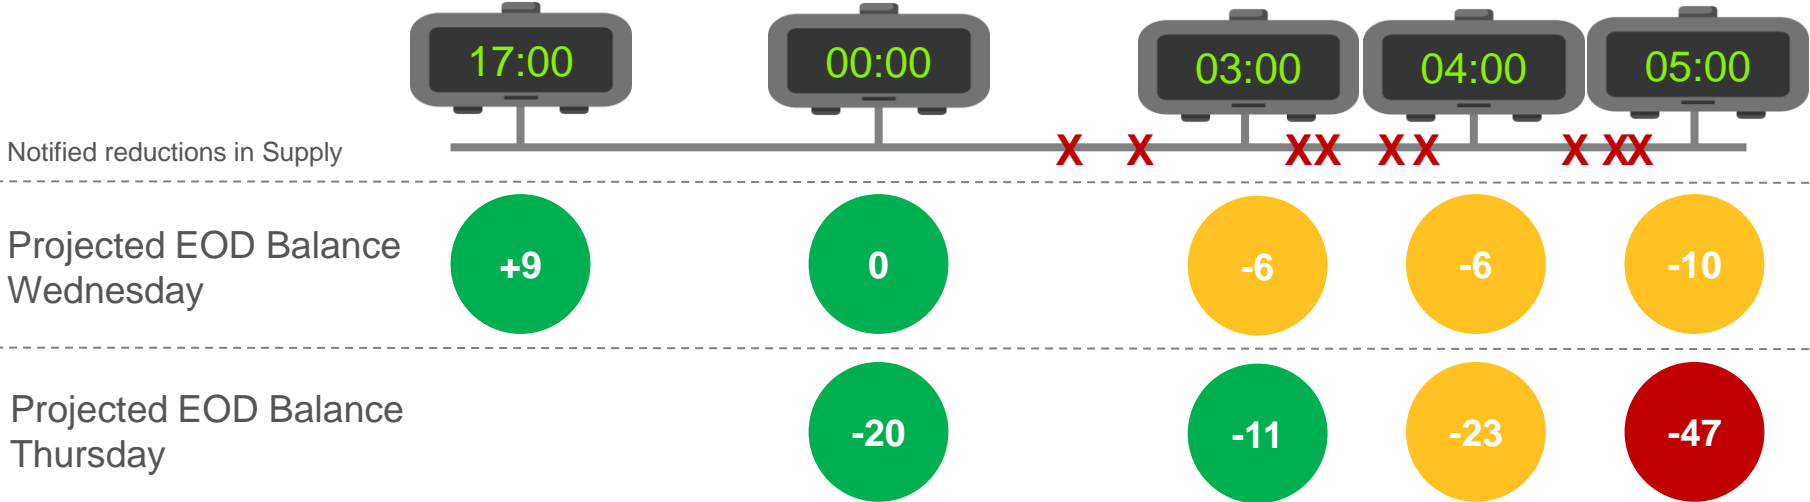 17:00
00:00
03:00
04:00
05:00
Notified reductions in Supply
X X XX X X X XX
Projected EOD Balance
Wednesday
+9
0
-6
-6
-10
Projected EOD Balance
Thursday
-20
-11
-23
-47